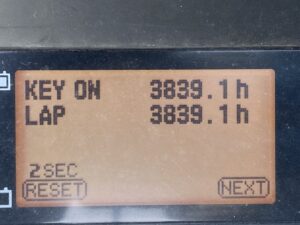 KEY ON 3839.1h
LAP 3839.1h
2SEC
RESET NEXT